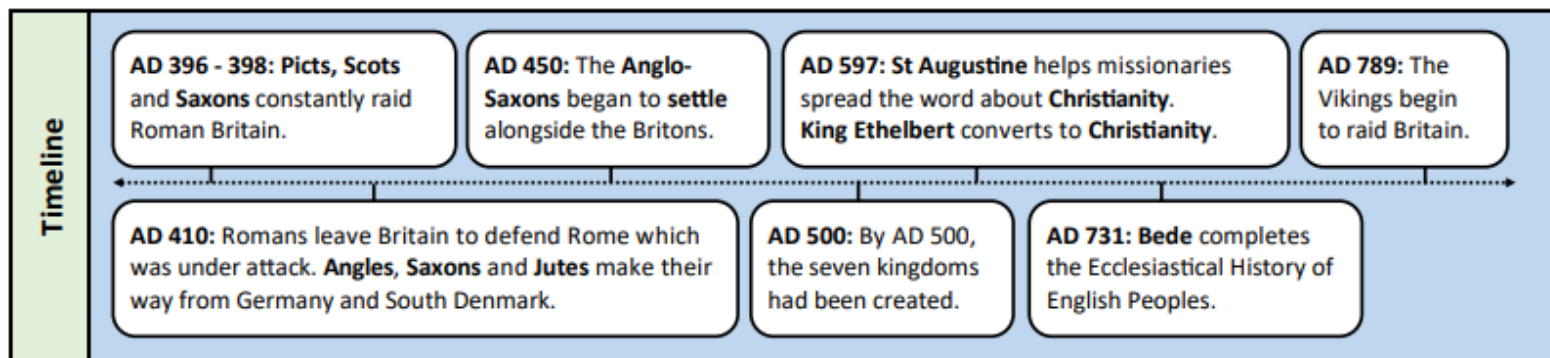 Timeline
AD 396 - 398: Picts, Scots
and Saxons constantly raid
Roman Britain.
AD 450: The Anglo-
Saxons began to settle
alongside the Britons.
AD 597: St Augustine helps missionaries
spread the word about Christianity.
King Ethelbert converts to Christianity.
AD 789: The
Vikings begin
to raid Britain.
AD 410: Romans leave Britain to defend Rome which
was under attack. Angles, Saxons and Jutes make their
way from Germany and South Denmark.
AD 500: By AD 500,
the seven kingdoms
had been created.
AD 731: Bede completes
the Ecclesiastical History of
English Peoples.